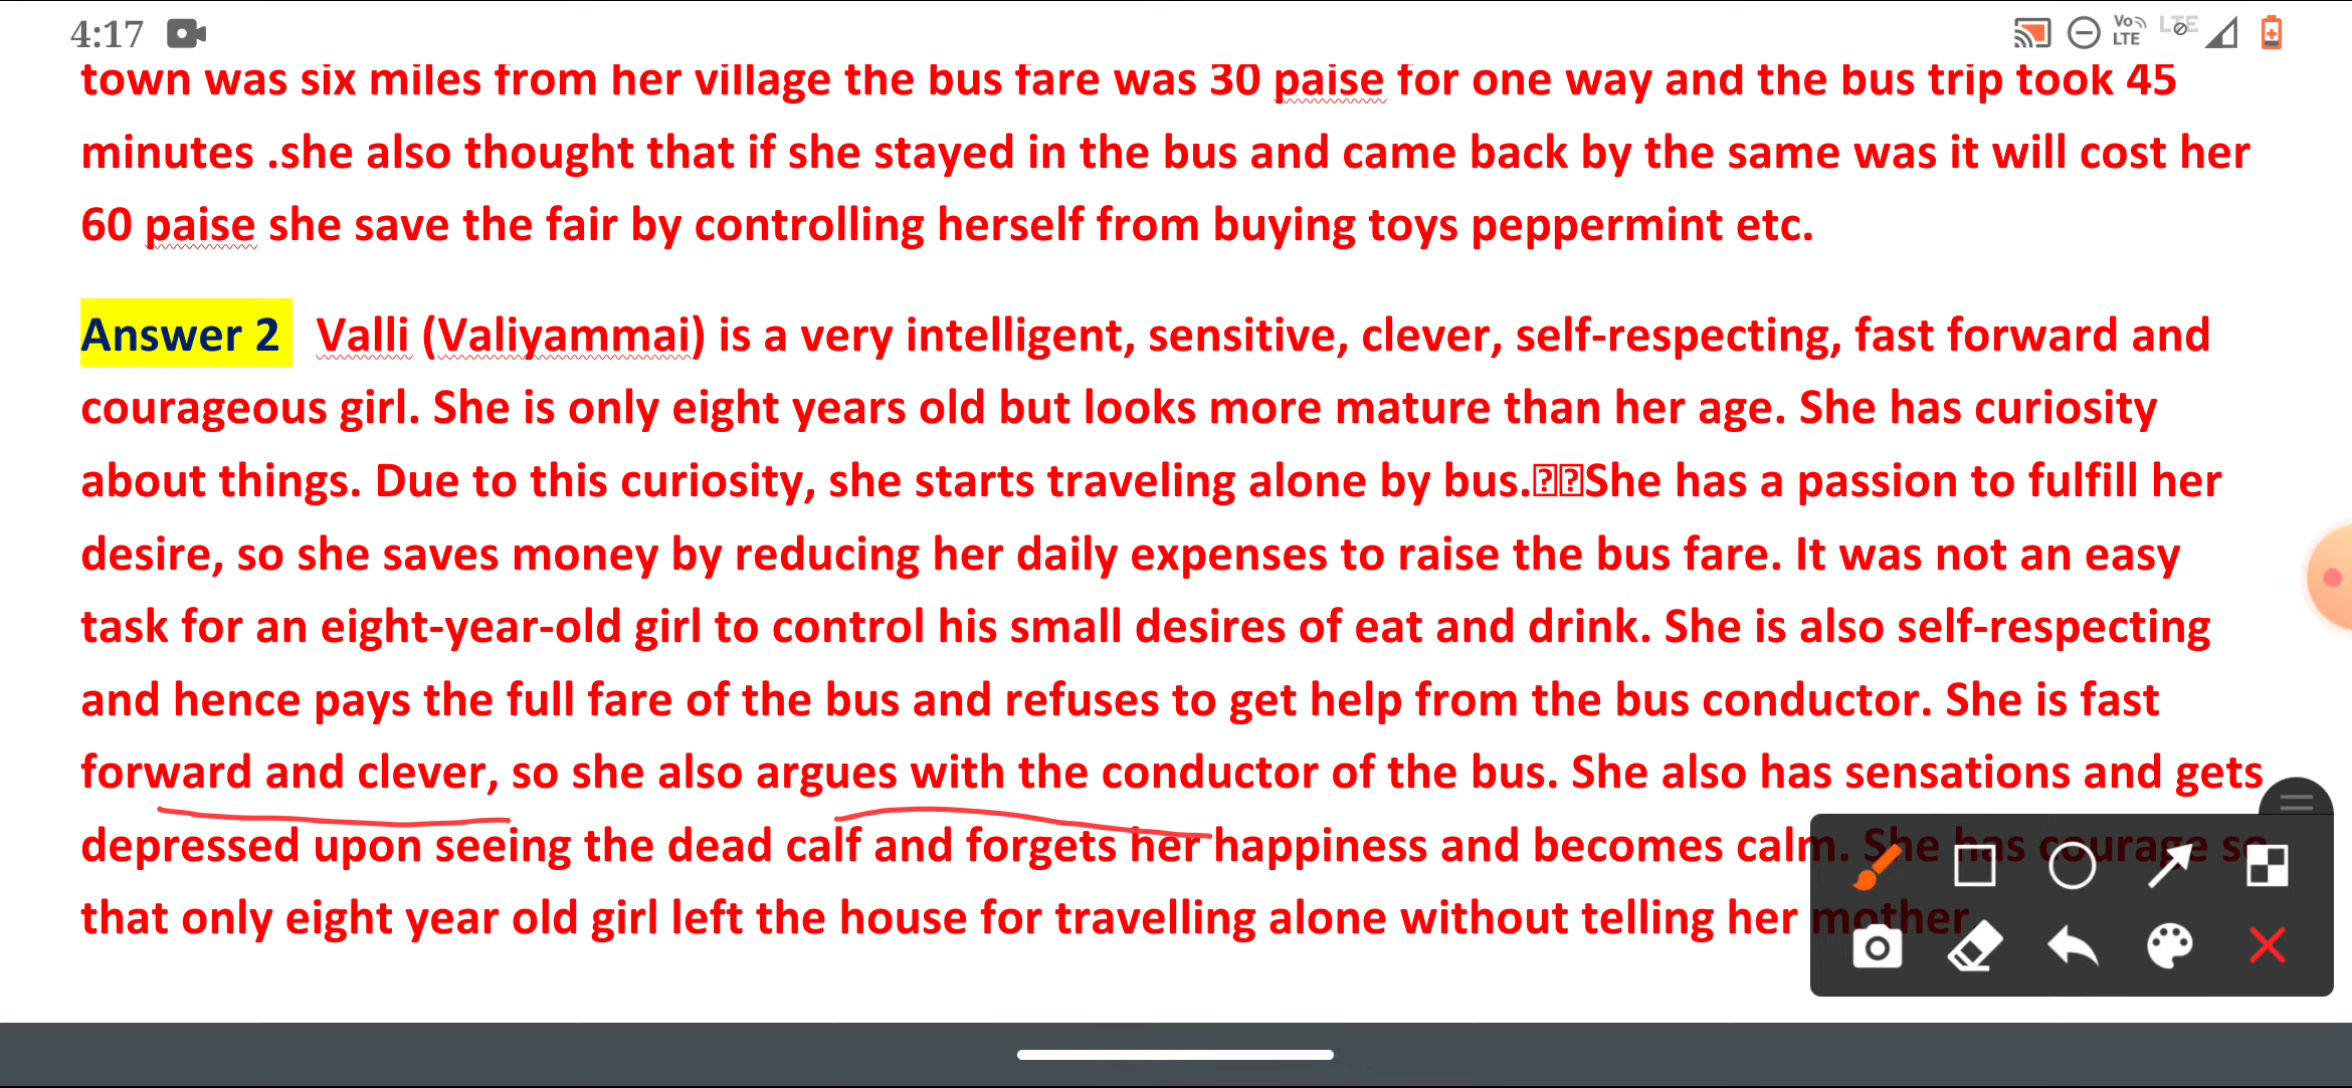 4:17
Vo LTE LTE
town was six miles from her village the bus fare was 30 paise for one way and the bus trip took 45
minutes .she also thought that if she stayed in the bus and came back by the same was it will cost her
60 paise she save the fair by controlling herself from buying toys peppermint etc.
Answer 2 Valli (Valiyammai) is a very intelligent, sensitive, clever, self-respecting, fast forward and
courageous girl. She is only eight years old but looks more mature than her age. She has curiosity
about things. Due to this curiosity, she starts traveling alone by bus.⍰⍰She has a passion to fulfill her
desire, so she saves money by reducing her daily expenses to raise the bus fare. It was not an easy
task for an eight-year-old girl to control his small desires of eat and drink. She is also self-respecting
and hence pays the full fare of the bus and refuses to get help from the bus conductor. She is fast
forward and clever, so she also argues with the conductor of the bus. She also has sensations and gets
depressed upon seeing the dead calf and forgets her happiness and becomes calm. She has courage so
that only eight year old girl left the house for travelling alone without telling her mother